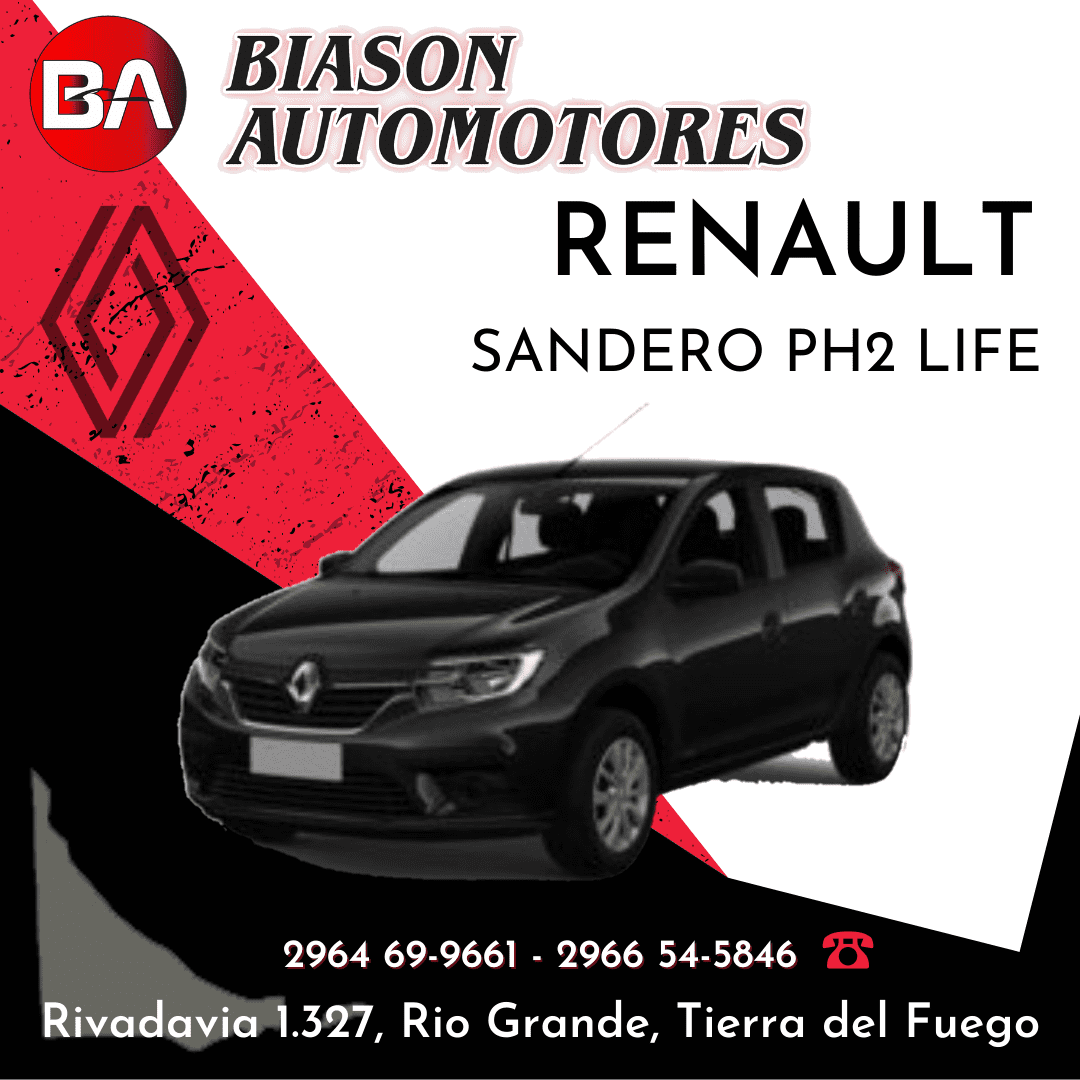 BA
BIASON
AUTOMOTORES
RENAULT
SANDERO PH2 LIFE
2964 69-9661 - 2966 54-5846
Rivadavia 1.327, Rio Grande, Tierra del Fuego